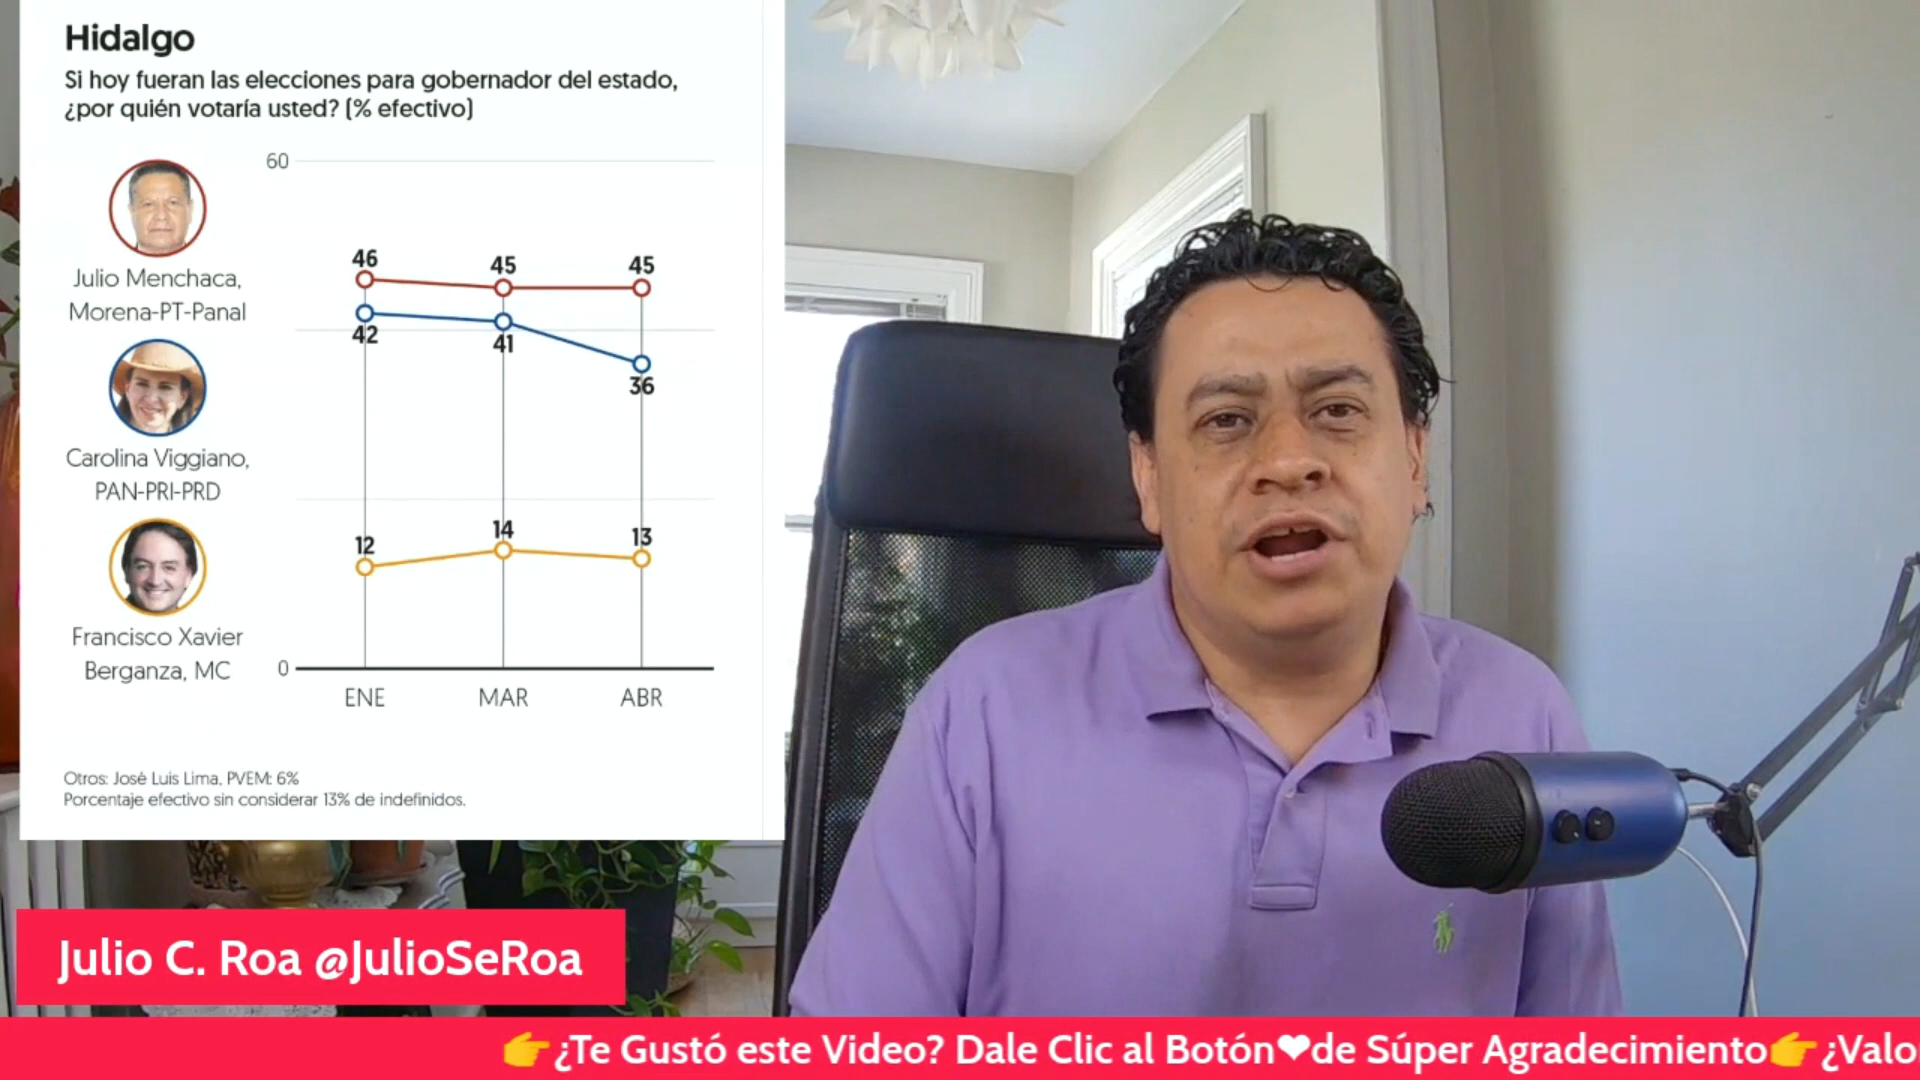 Hidalgo
Si hoy fueran las elecciones para gobernador del estado,
¿por quién votaría usted? (% efectivo)
60
46
45
45
42
41
36
12
14
13
0
ENE
MAR
ABR
Julio Menchaca,
Morena-PT-Panal
Carolina Viggiano,
PAN-PRI-PRD
Francisco Xavier
Berganza, MC
Otros: José Luis Lima, PVEM: 6%
Porcentaje efectivo sin considerar 13% de indefinidos.
Julio C. Roa @JulioSeRoa
👉¿Te Gustó este Video? Dale Clic al Botón❤de Súper Agradecimiento👉¿Valo